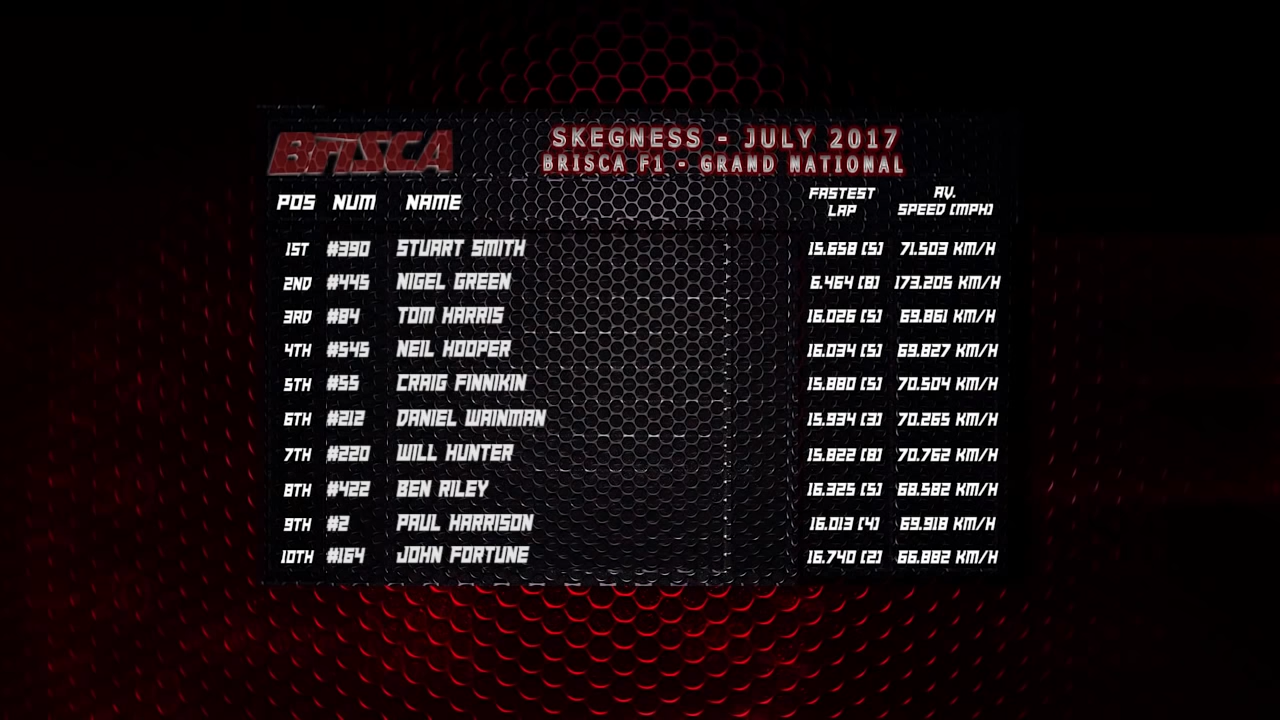 BRISCA
SKEGNESS - JULY 2017
BRISCA F1 - GRAND NATIONAL
POS NUM NAME FASTEST LAP AV. SPEED (MPH)
1ST #390 STUART SMITH 15.658 (5) 71.503 KM/H
2ND #445 NIGEL GREEN 6.464 (8) 173.205 KM/H
3RD #84 TOM HARRIS 16.026 (5) 69.861 KM/H
4TH #545 NEIL HOOPER 16.034 (5) 69.827 KM/H
5TH #55 CRAIG FINNIKIN 15.880 (5) 70.504 KM/H
6TH #212 DANIEL WAINMAN 15.934 (3) 70.265 KM/H
7TH #220 WILL HUNTER 15.822 (8) 70.762 KM/H
8TH #422 BEN RILEY 16.325 (5) 68.582 KM/H
9TH #2 PAUL HARRISON 16.013 (4) 69.918 KM/H
10TH #164 JOHN FORTUNE 16.740 (2) 66.882 KM/H